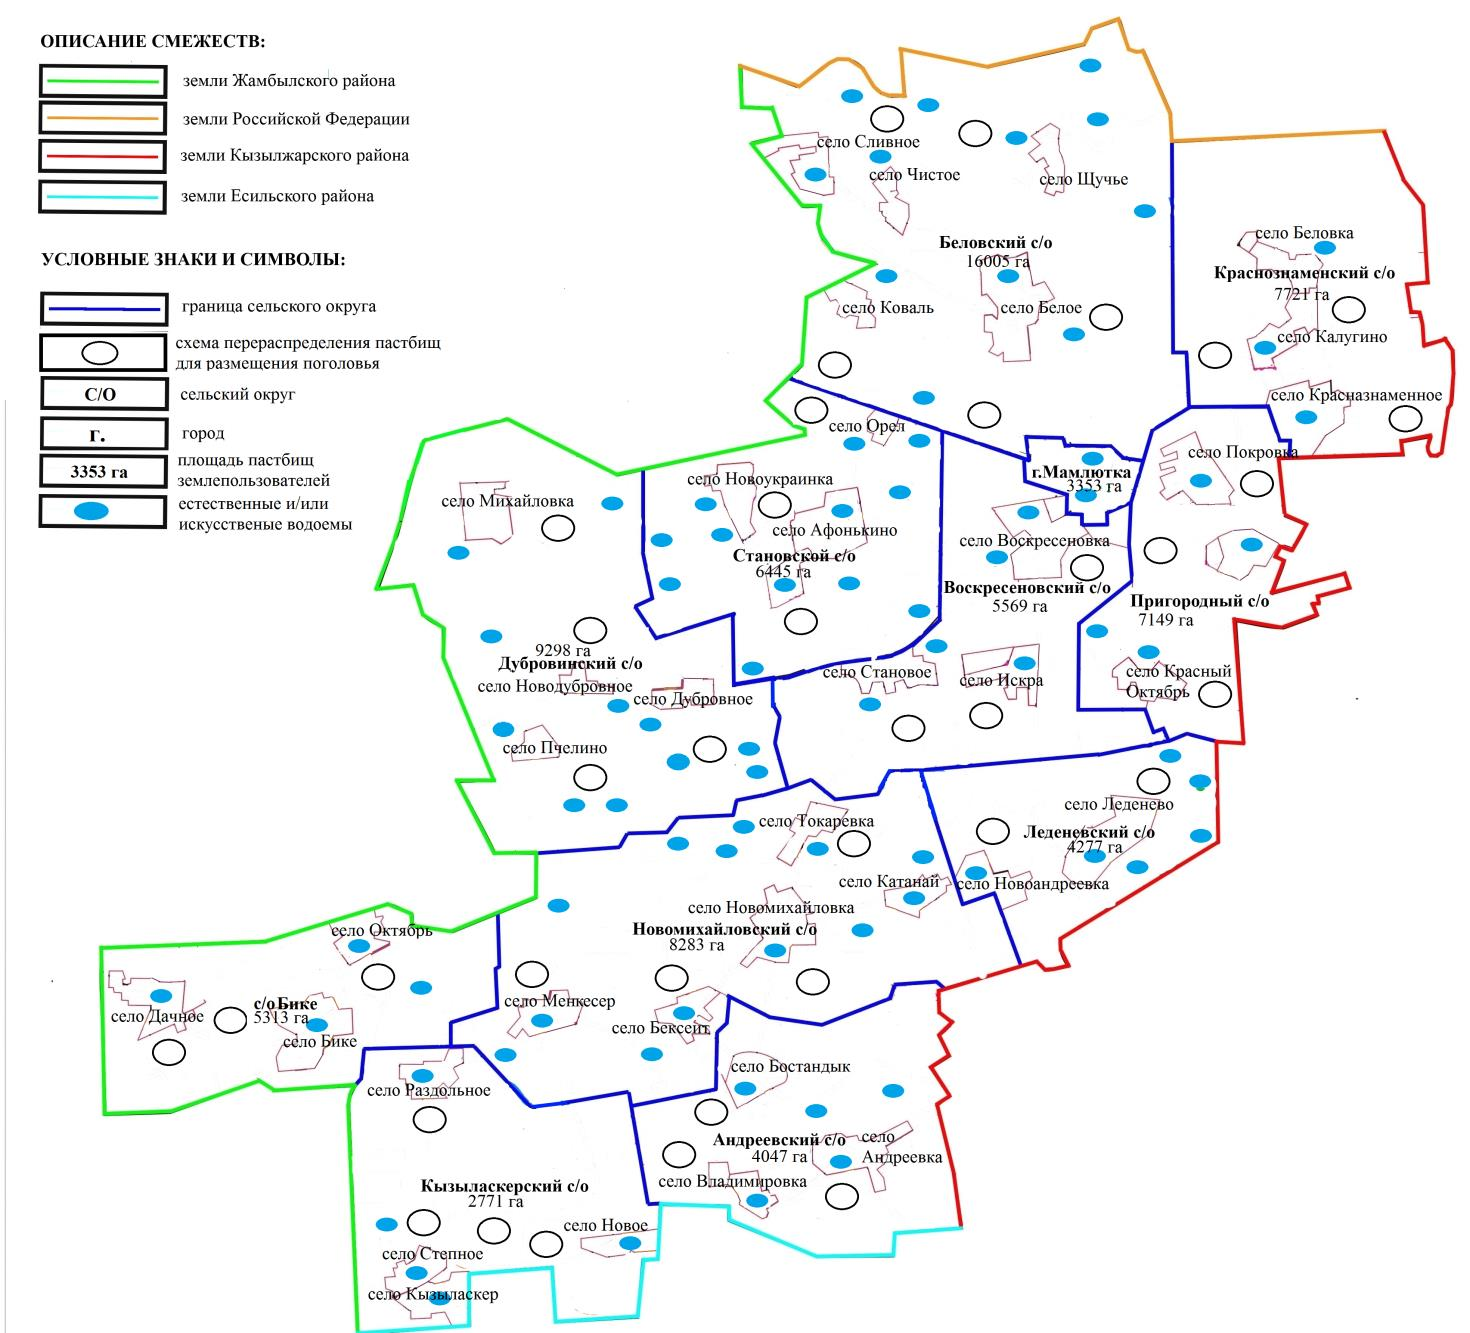 ОПИСАНИЕ СМЕЖЕСТВ:
земли Жамбылского района
земли Российской Федерации
земли Кызылжарского района
земли Есильского района
УСЛОВНЫЕ ЗНАКИ И СИМВОЛЫ:
граница сельского округа
схема перераспределения пастбищ
для размещения поголовья
С/О
сельский округ
г.
город
3353 га
площадь пастбищ
землепользователей
естественные и/или
искусственые водоемы
село Сливное
село Чистое
село Щучье
Беловский с/о
16005 га
село Коваль
село Белое
село Беловка
Краснознаменский с/о
7721 га
село Калугино
село Красназнаменное
село Орел
г.Мамлютка
3353 га
село Покровка
село Михайловка
село Новоукраинка
село Афонькино
Становской с/о
6445 га
село Воскресеновка
Воскресеновский с/о
5569 га
Пригородный с/о
7149 га
9298 га
Дубровинский с/о
село Новодубровное
село Дубровное
село Пчелино
село Становое
село Искра
село Красный
Октябрь
село Токаревка
село Леденево
Леденевский с/о
4277 га
село Катанай
село Новоандреевка
село Новомихайловка
Новомихайловский с/о
8283 га
село Октябрь
с/о Бике
5313 га
село Дачное
село Бике
село Менкесер
село Бексеит
село Раздольное
село Бостандык
Андреевский с/о
4047 га
село
Андреевка
село Владимировка
Кызыласкерский с/о
2771 га
село Новое
село Степное
село Кызыласкер